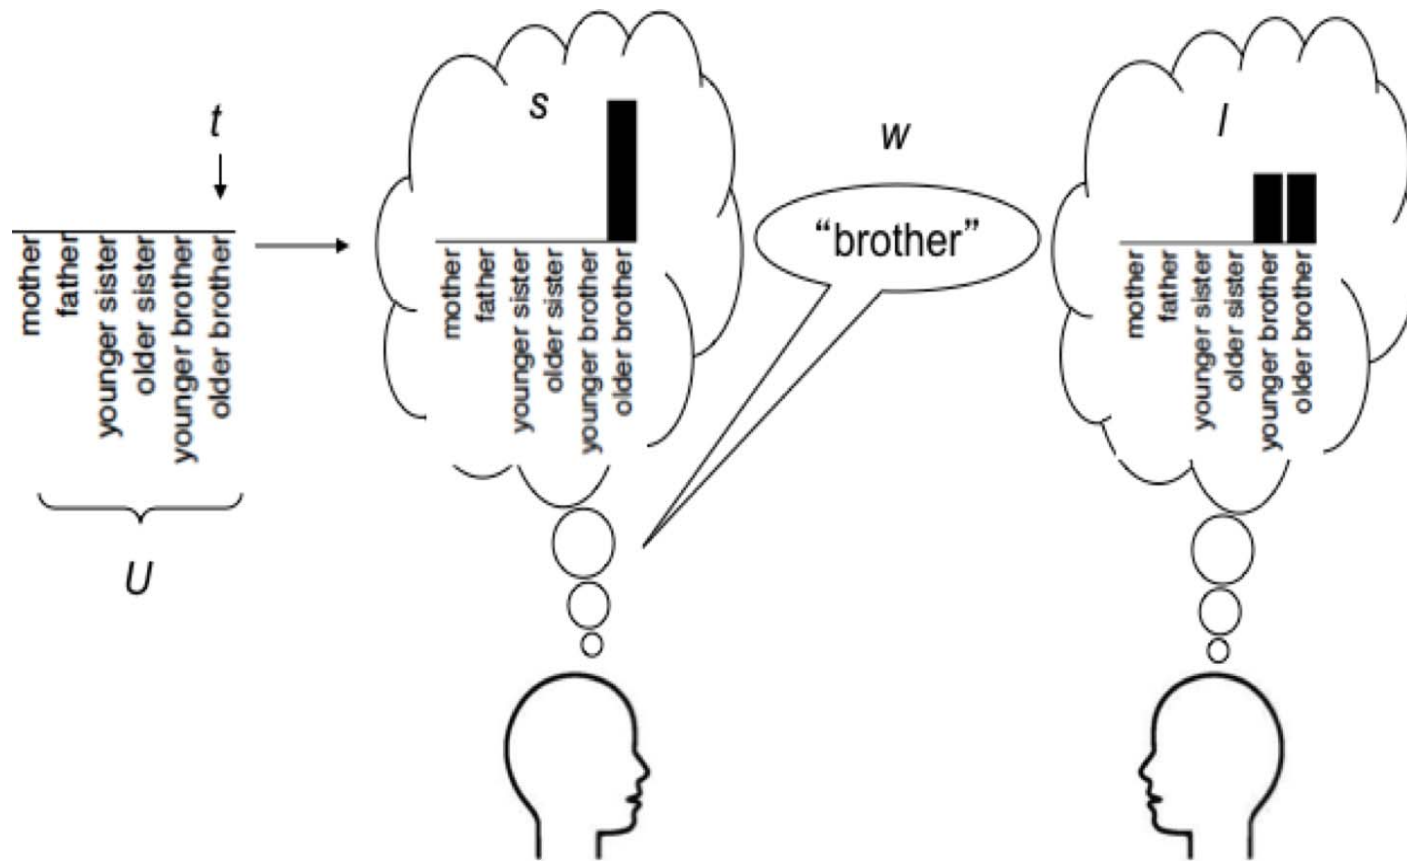 t
mother
father
younger sister
older sister
younger brother
older brother
U
s
mother
father
younger sister
older sister
younger brother
older brother
w
“brother”
l
mother
father
younger sister
older sister
younger brother
older brother